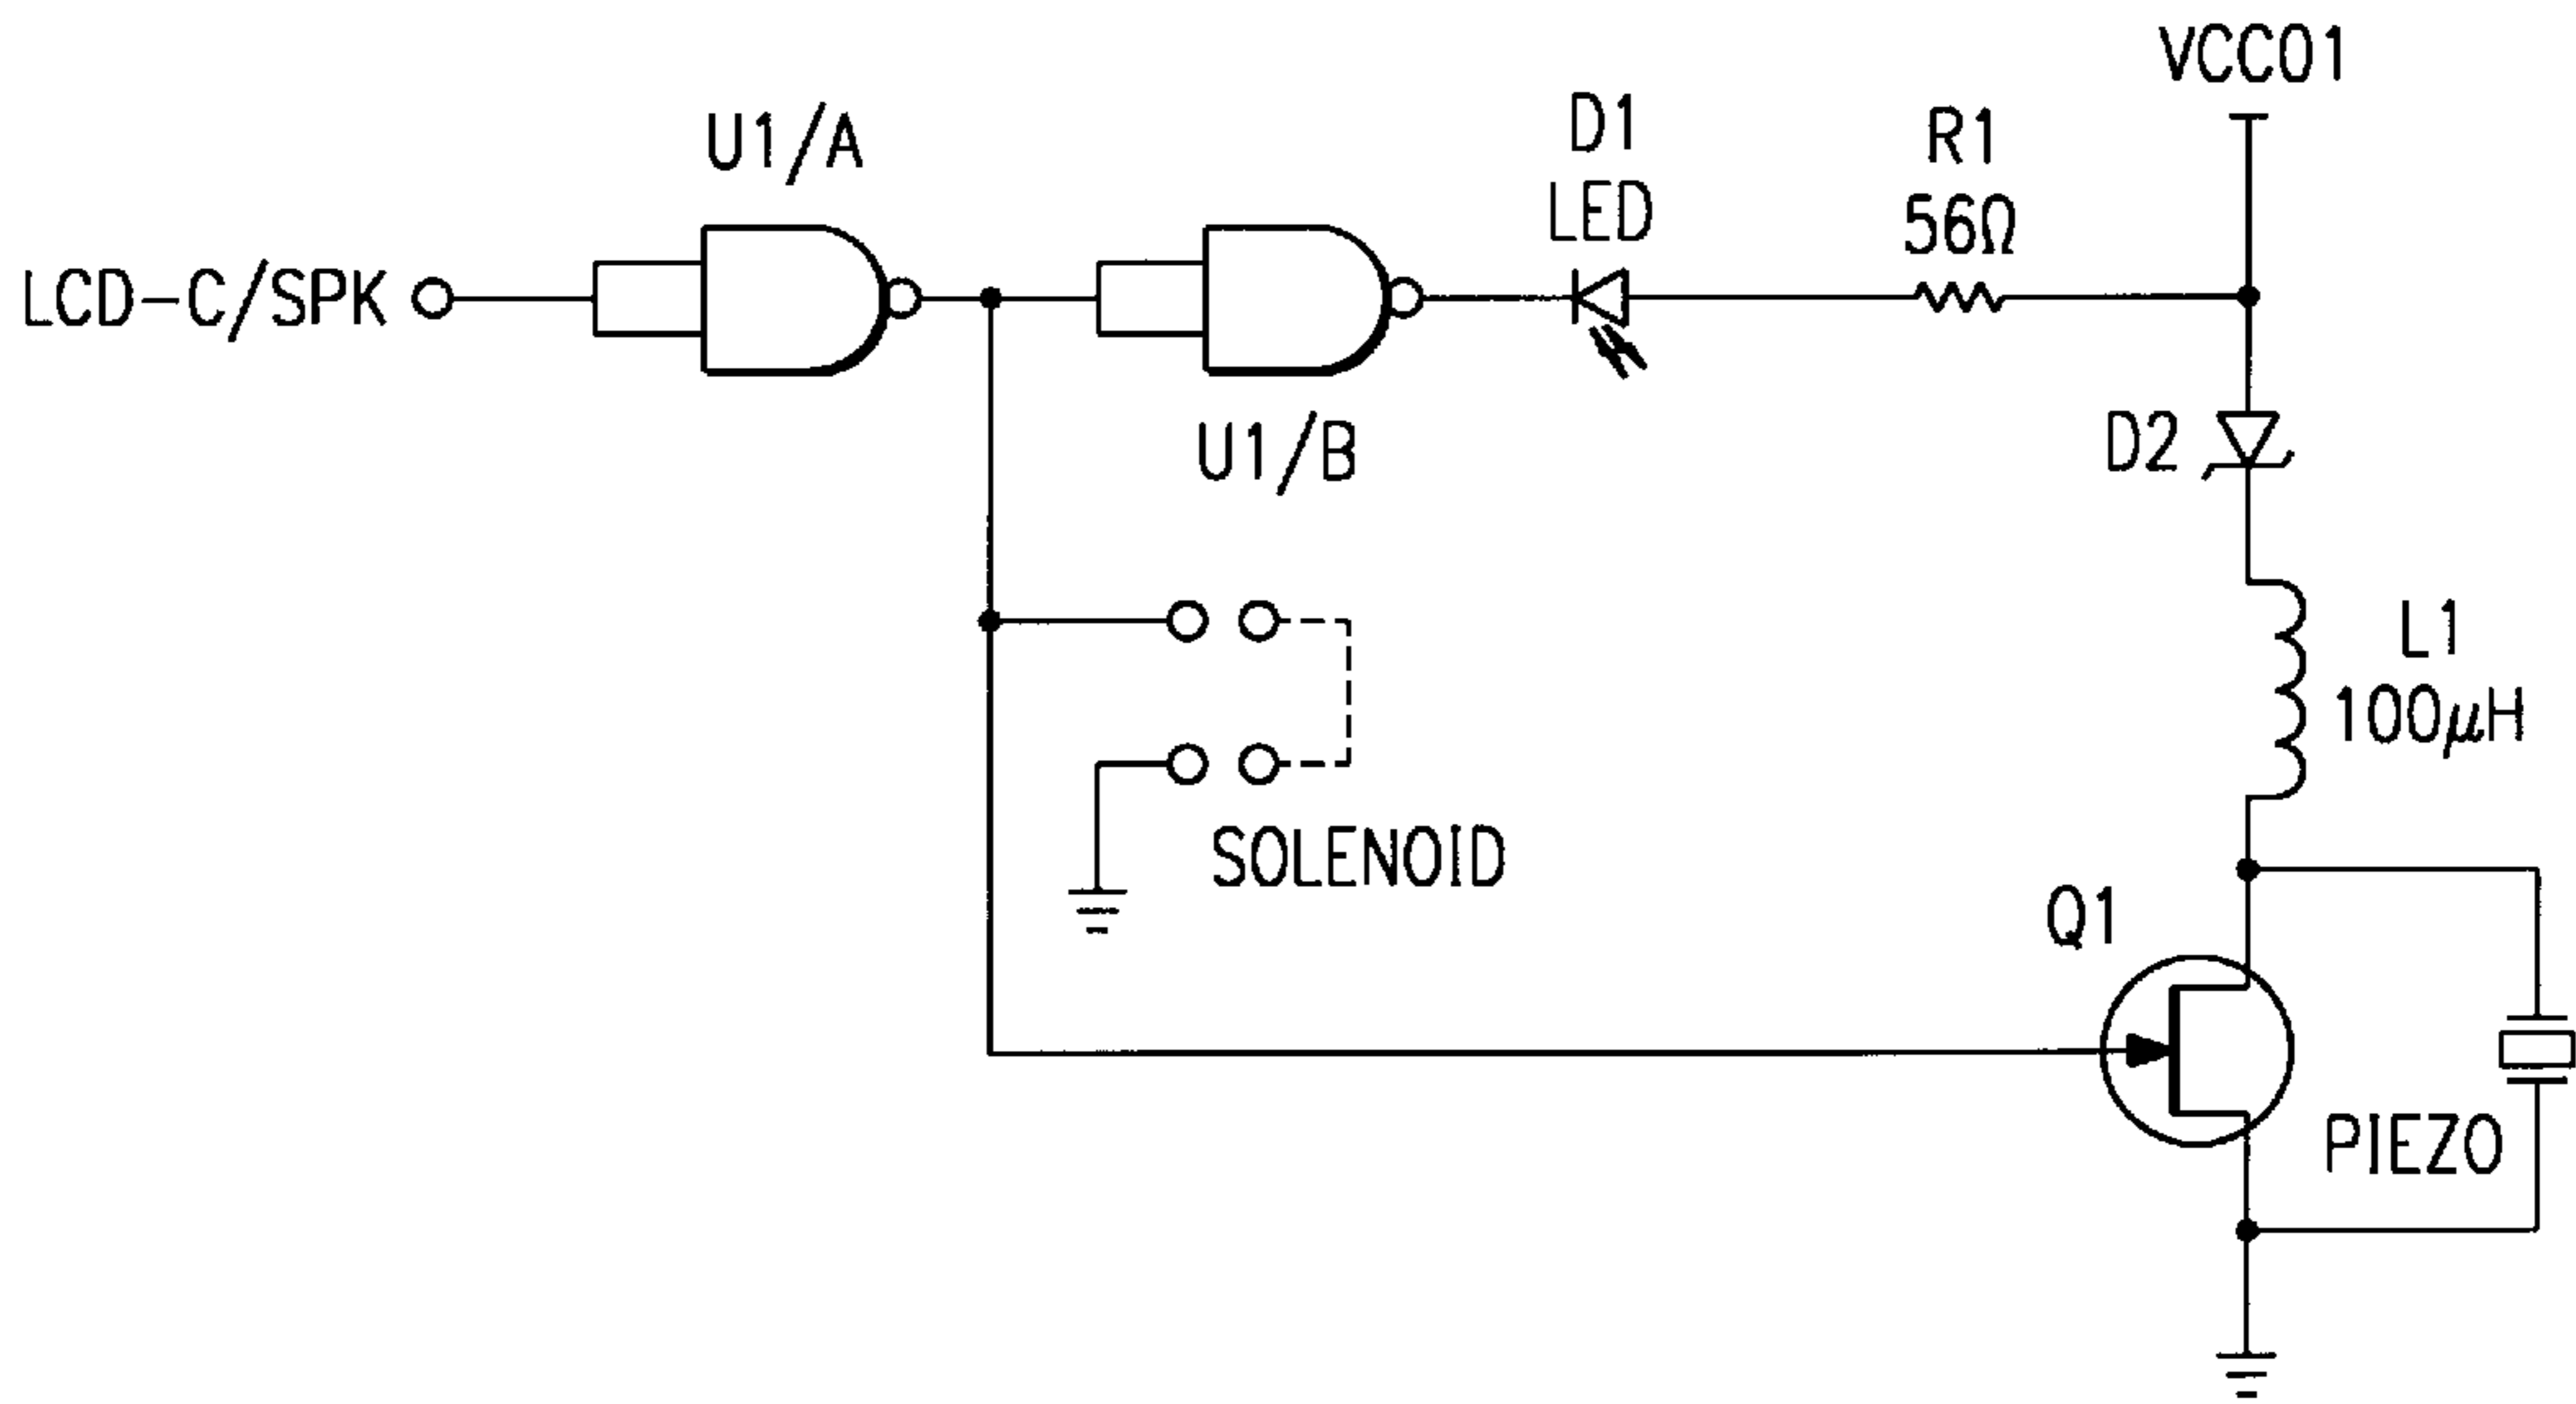 VCC01
U1/A
D1
LED
R1
56Ω
LCD-C/SPK
U1/B
D2
L1
100μH
SOLENOID
Q1
PIEZO